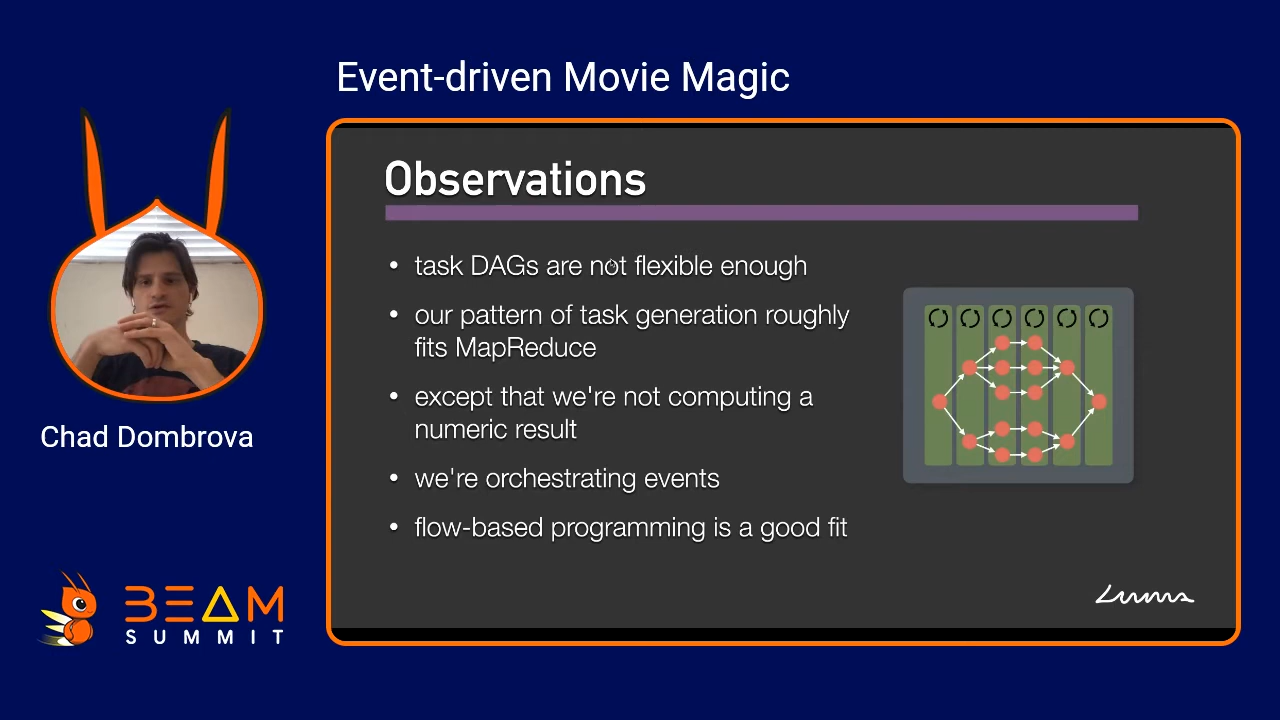 Event-driven Movie Magic
Observations
• task DAGs are not flexible enough
• our pattern of task generation roughly
fits MapReduce
• except that we're not computing a
numeric result
• we're orchestrating events
• flow-based programming is a good fit
Luma
Chad Dombrova
BEAM
SUMMIT